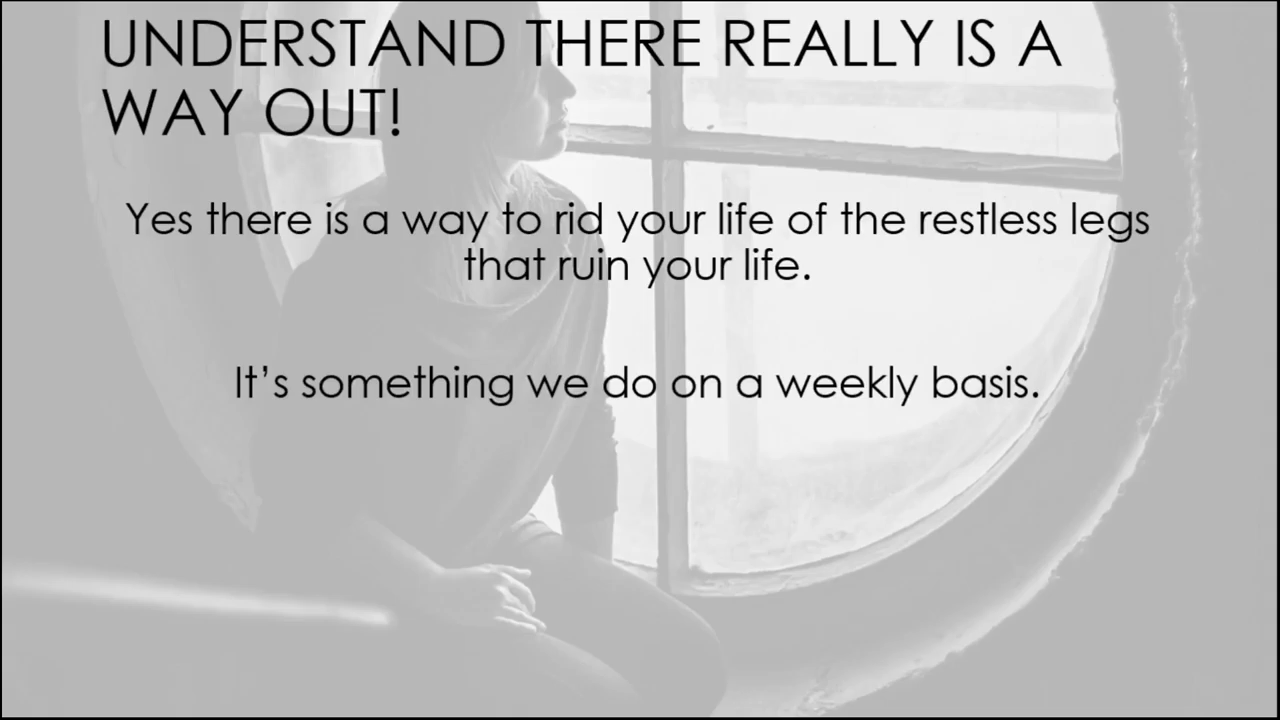 UNDERSTAND THERE REALLY IS A
WAY OUT!
Yes there is a way to rid your life of the restless legs
that ruin your life.
It’s something we do on a weekly basis.